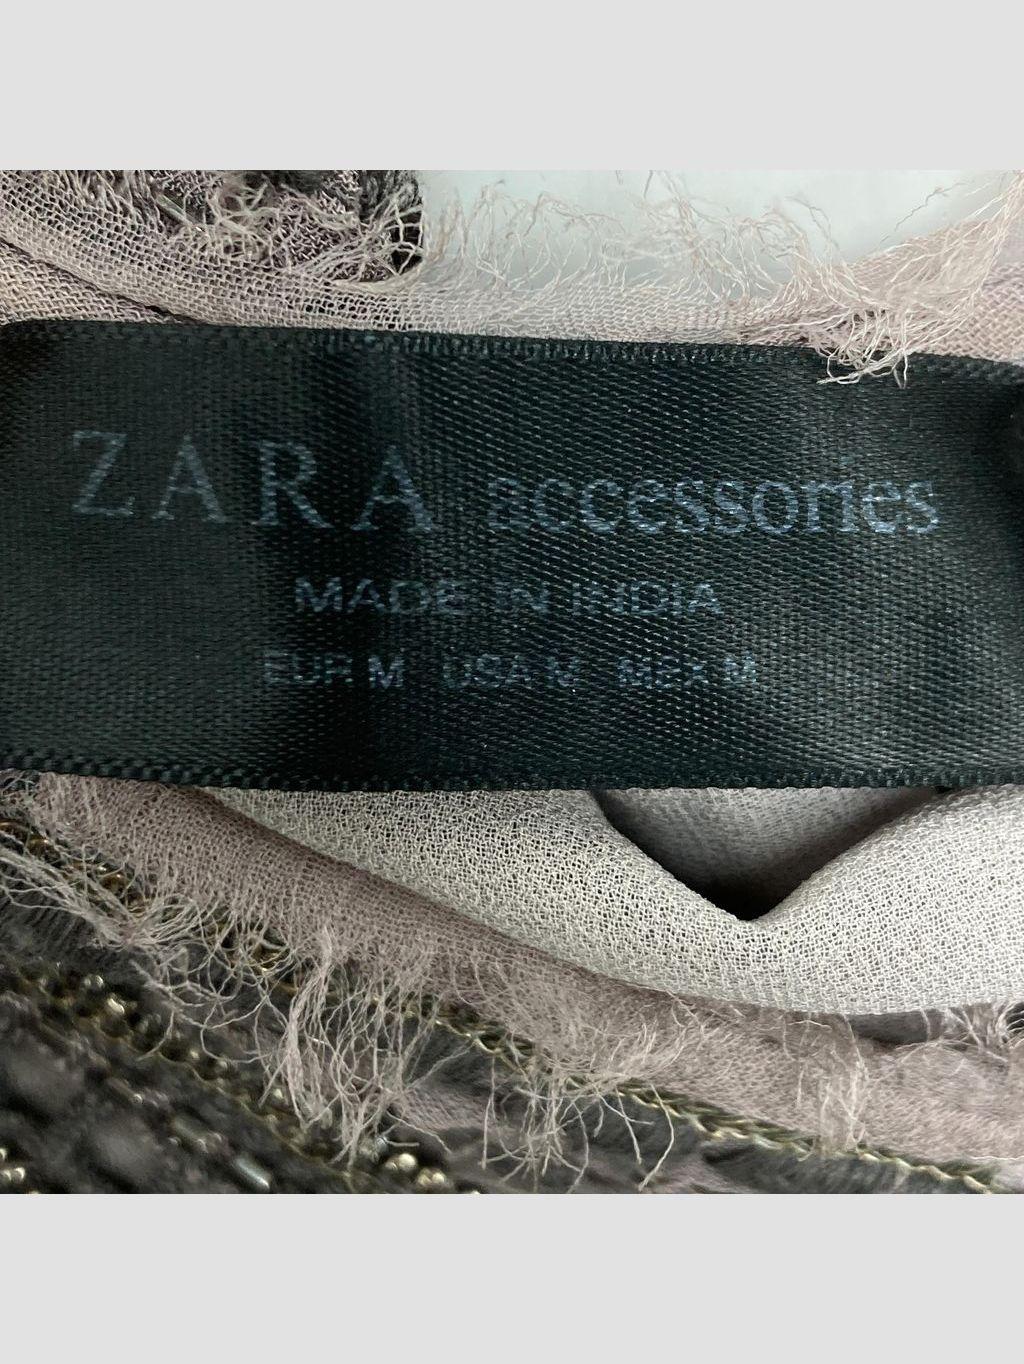 ZARA accessories
MADE IN INDIA
EUR M USA M MEX M